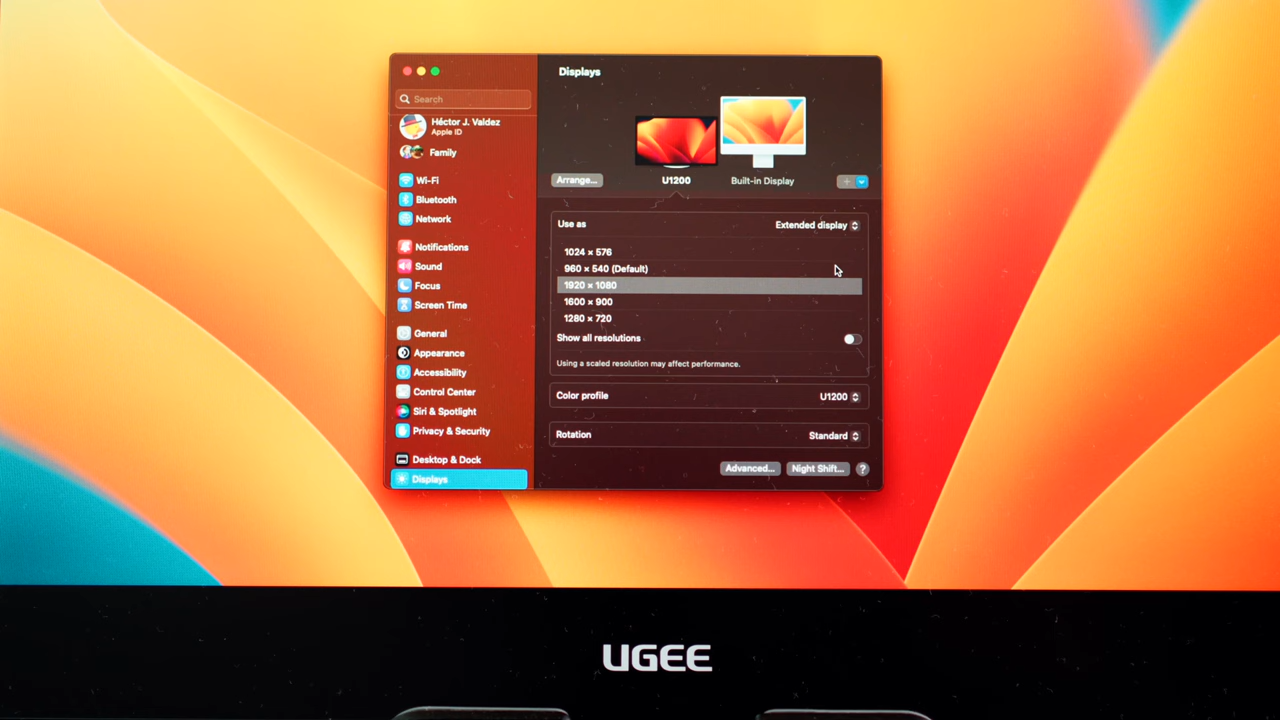 Displays
Search
Héctor J. Valdez
Apple ID
Family
Wi-Fi
Bluetooth
Network
Notifications
Sound
Focus
Screen Time
General
Appearance
Accessibility
Control Center
Siri & Spotlight
Privacy & Security
Desktop & Dock
Displays
Arrange...
U1200
Built-in Display
+
Use as
Extended display
1024 × 576
960 × 540 (Default)
1920 × 1080
1600 × 900
1280 × 720
Show all resolutions
Using a scaled resolution may affect performance.
Color profile
U1200
Rotation
Standard
Advanced...
Night Shift...
?
UGEE